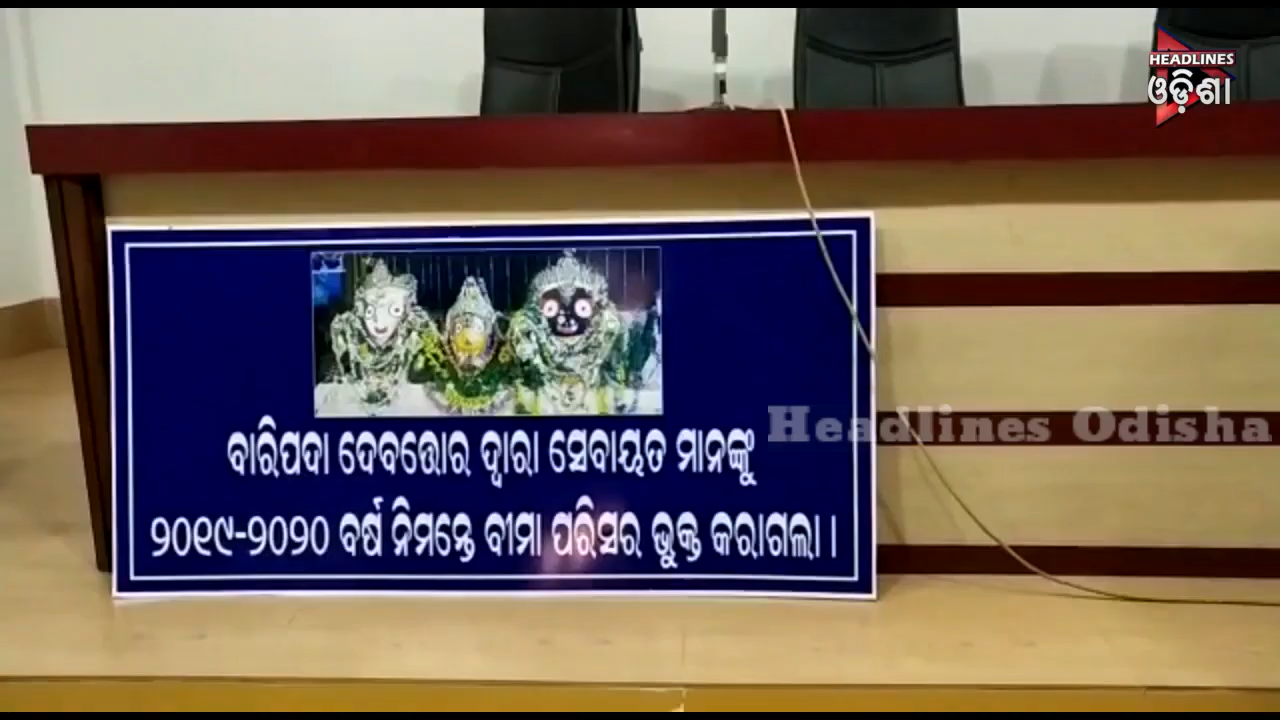 HEADLINES
ଓଡ଼ିଶା
Headlines Odisha
ବାରିପଦା ଦେବତ୍ତୋର ଦ୍ୱାରା ସେବାୟତ ମାନଙ୍କୁ
୨୦୧୯-୨୦୨୦ ବର୍ଷ ନିମନ୍ତେ ବୀମା ପରିସର ଭୁକ୍ତ କରାଗଲା ।